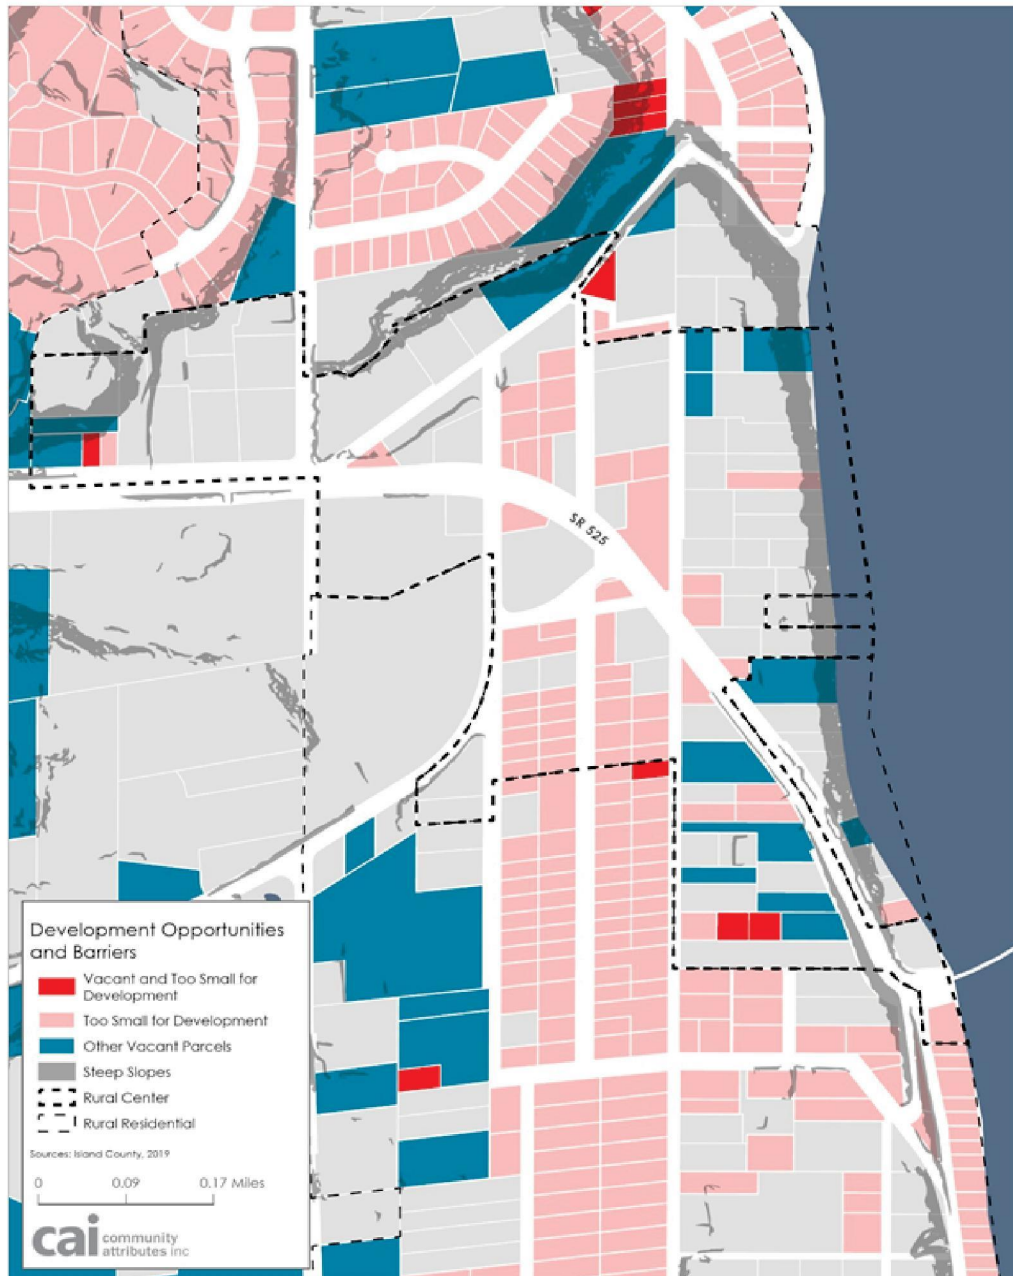 SR 525
Development Opportunities
and Barriers
Vacant and Too Small for
Development
Too Small for Development
Other Vacant Parcels
Steep Slopes
Rural Center
Rural Residential
Sources: Island County, 2019
0 0.09 0.17 Miles
cai community
attributes inc